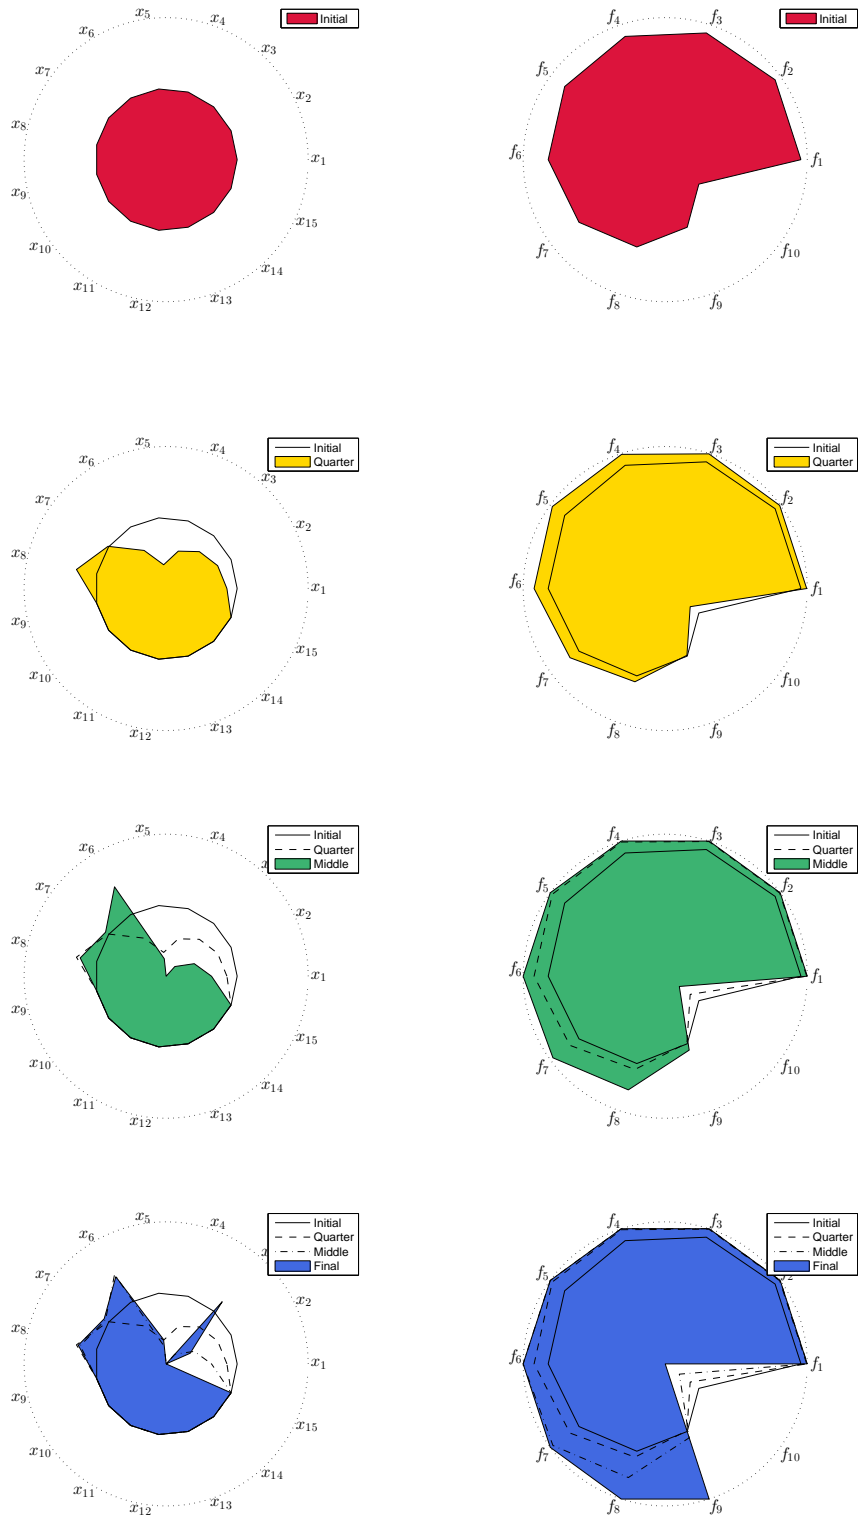 x5 x4 Initial
x6 x3
x7 x2
x8 x1
x9 x15
x10 x14
x11 x13
x12
f4 f3 Initial
f5 f2
f6 f1
f7 f10
f8 f9
x5 x4 Initial
x6 x3 Quarter
x7 x2
x8 x1
x9 x15
x10 x14
x11 x13
x12
f4 f3 Initial
f5 f2 Quarter
f6 f1
f7 f10
f8 f9
x5 x4 Initial
x6 Quarter
x7 Middle
x8 x2
x9 x1
x10 x15
x11 x14
x12 x13
f4 f3 Initial
f5 f2 Quarter
f6 f1 Middle
f7 f10
f8 f9
x5 x4 Initial
x6 Quarter
x7 Middle
x8 x2 Final
x9 x1
x10 x15
x11 x14
x12 x13
f4 f3 Initial
f5 Quarter
f6 f1 Middle
f7 f10 Final
f8 f9